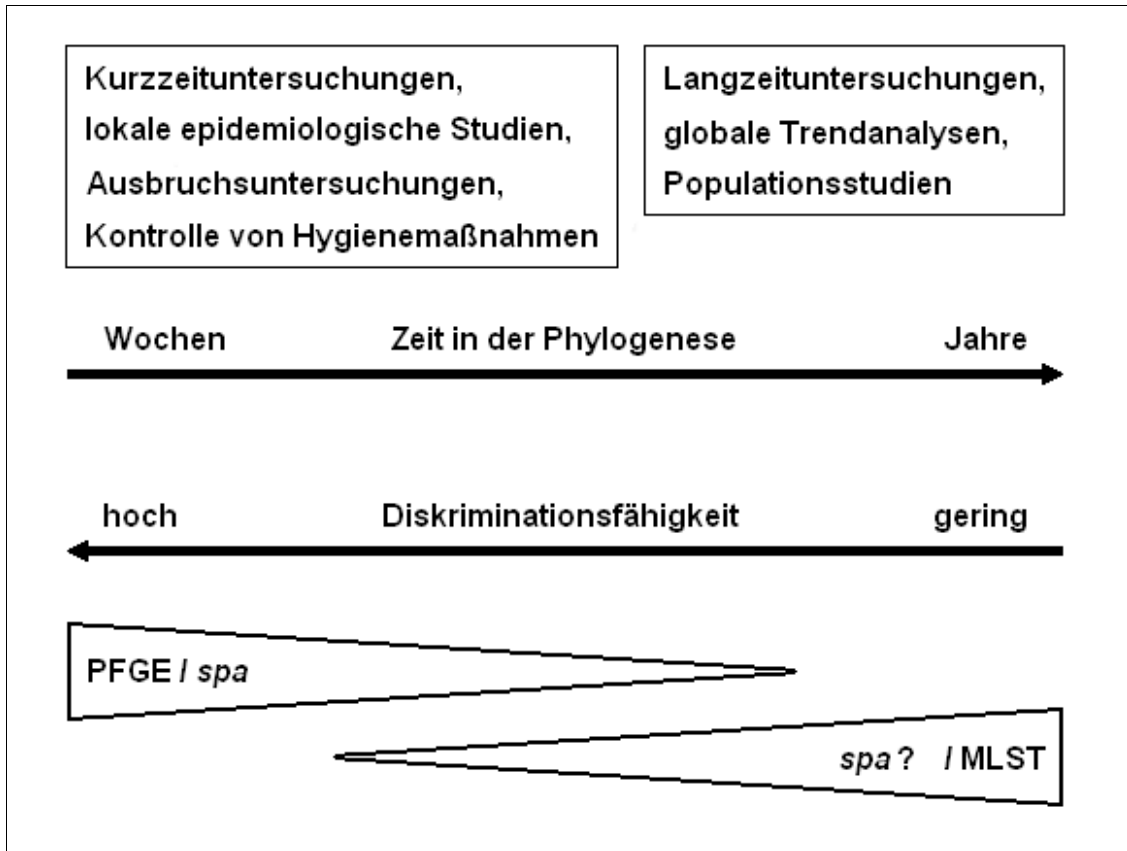 Kurzzeituntersuchungen,
lokale epidemiologische Studien,
Ausbruchsuntersuchungen,
Kontrolle von Hygienemaßnahmen
Langzeituntersuchungen,
globale Trendanalysen,
Populationsstudien
Wochen Zeit in der Phylogenese Jahre
hoch Diskriminationsfähigkeit gering
PFGE / spa
spa ? / MLST